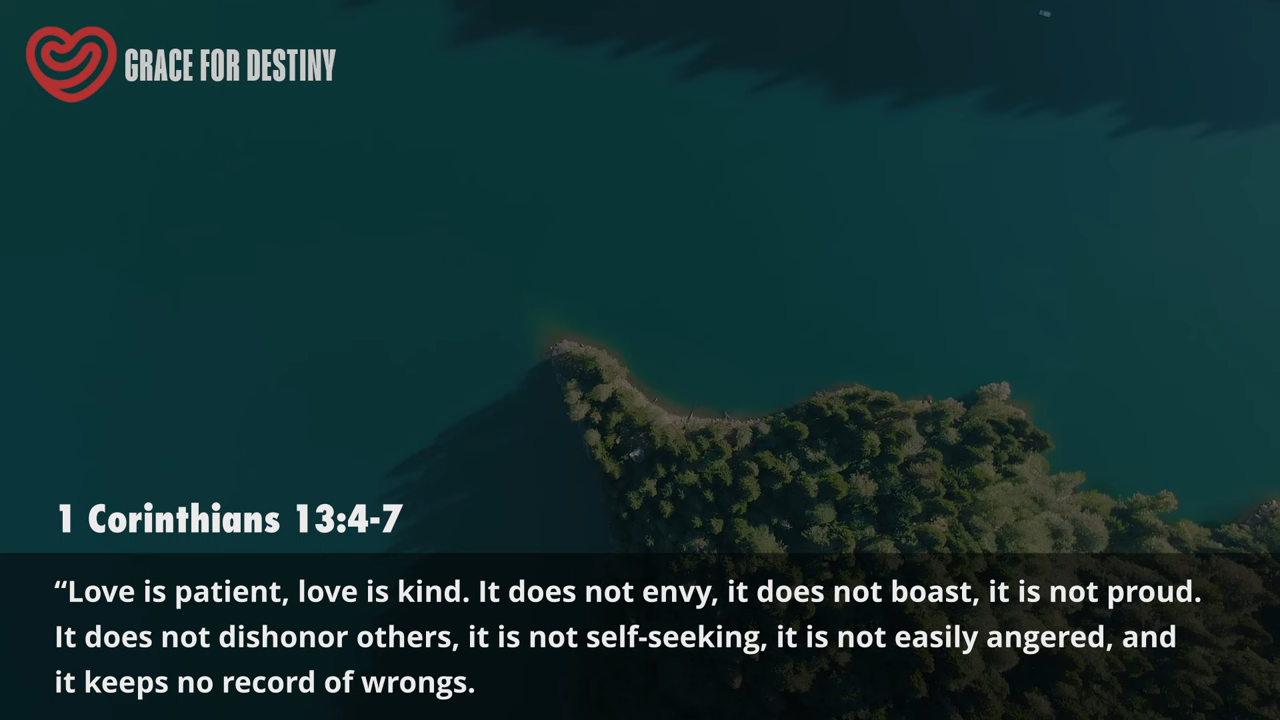 GRACE FOR DESTINY
1 Corinthians 13:4-7
“Love is patient, love is kind. It does not envy, it does not boast, it is not proud.
It does not dishonor others, it is not self-seeking, it is not easily angered, and
it keeps no record of wrongs.